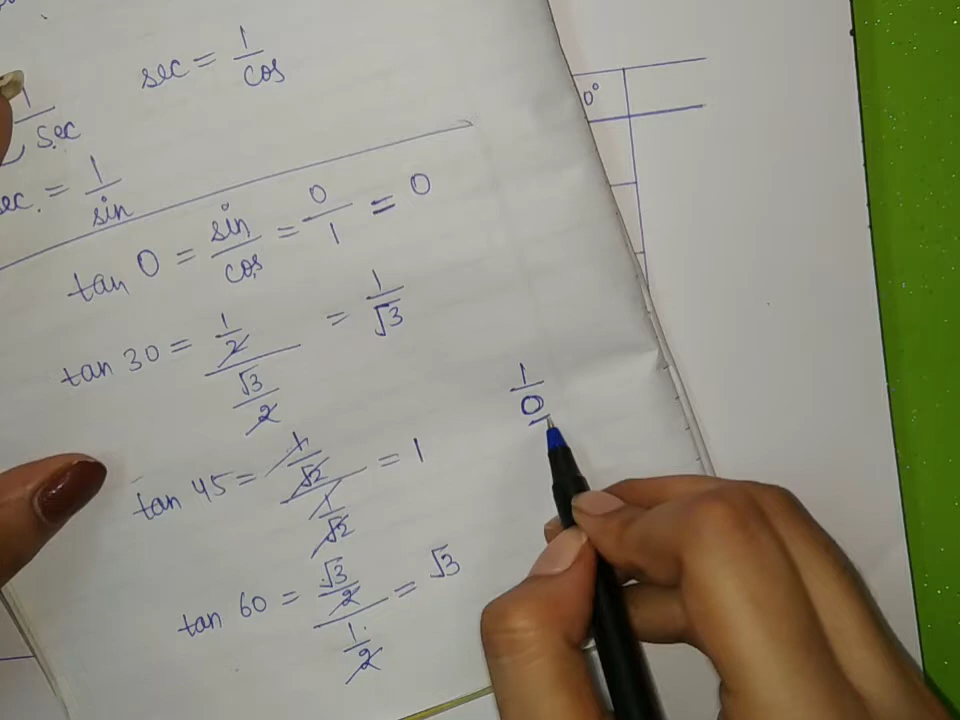 sec = 1/cos
1/sec
sec. = 1/sin
0°
tan 0 = sin/cos = 0/1 = 0
tan 30 = (1/2)/(√3/2) = 1/√3
1/0
tan 45 = (1/√2)/(1/√2) = 1
tan 60 = (√3/2)/(1/2) = √3